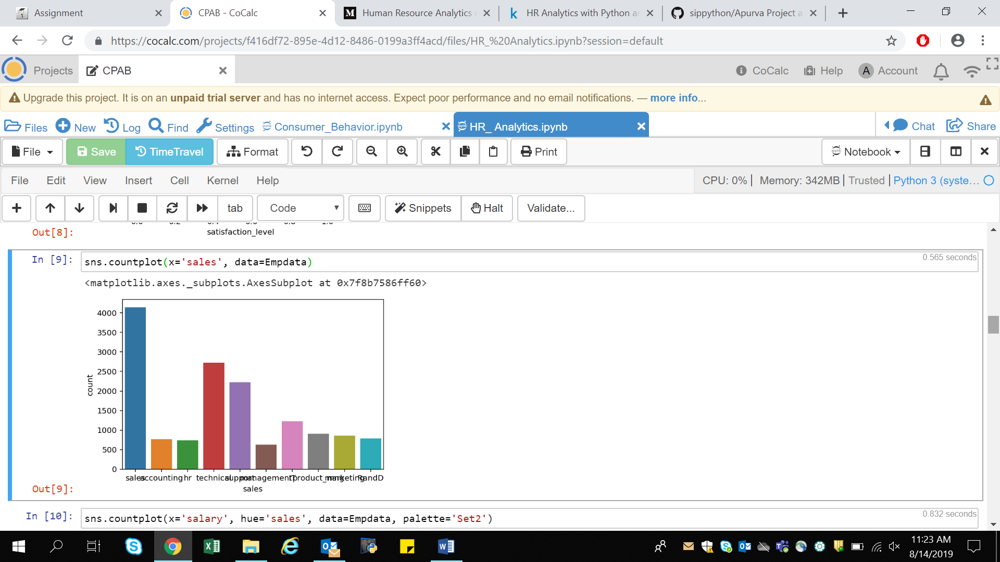 Assignment
CPAB - CoCalc
Human Resource Analytics
HR Analytics with Python a
sippython/Apurva Project a
https://cocalc.com/projects/f416df72-895e-4d12-8486-0199a3ff4acd/files/HR_%20Analytics.ipynb?session=default
Projects
CPAB
CoCalc
Help
A Account
Upgrade this project. It is on an unpaid trial server and has no internet access. Expect poor performance and no email notifications. — more info...
Files New Log Find Settings Consumer_Behavior.ipynb HR_ Analytics.ipynb Chat Share
File Save TimeTravel Format Print Notebook
File Edit View Insert Cell Kernel Help CPU: 0% | Memory: 342MB | Trusted | Python 3 (syste...
tab Code Snippets Halt Validate...
satisfaction_level
Out[8]:
In [9]: sns.countplot(x='sales', data=Empdata) 0.565 seconds
<matplotlib.axes._subplots.AxesSubplot at 0x7f8b7586ff60>
4000
3500
3000
2500
2000
1500
1000
500
0
count
sales accounting hr technical support management IT product_mng marketing RandD
sales
Out[9]:
In [10]: sns.countplot(x='salary', hue='sales', data=Empdata, palette='Set2') 0.832 seconds
11:23 AM
8/14/2019